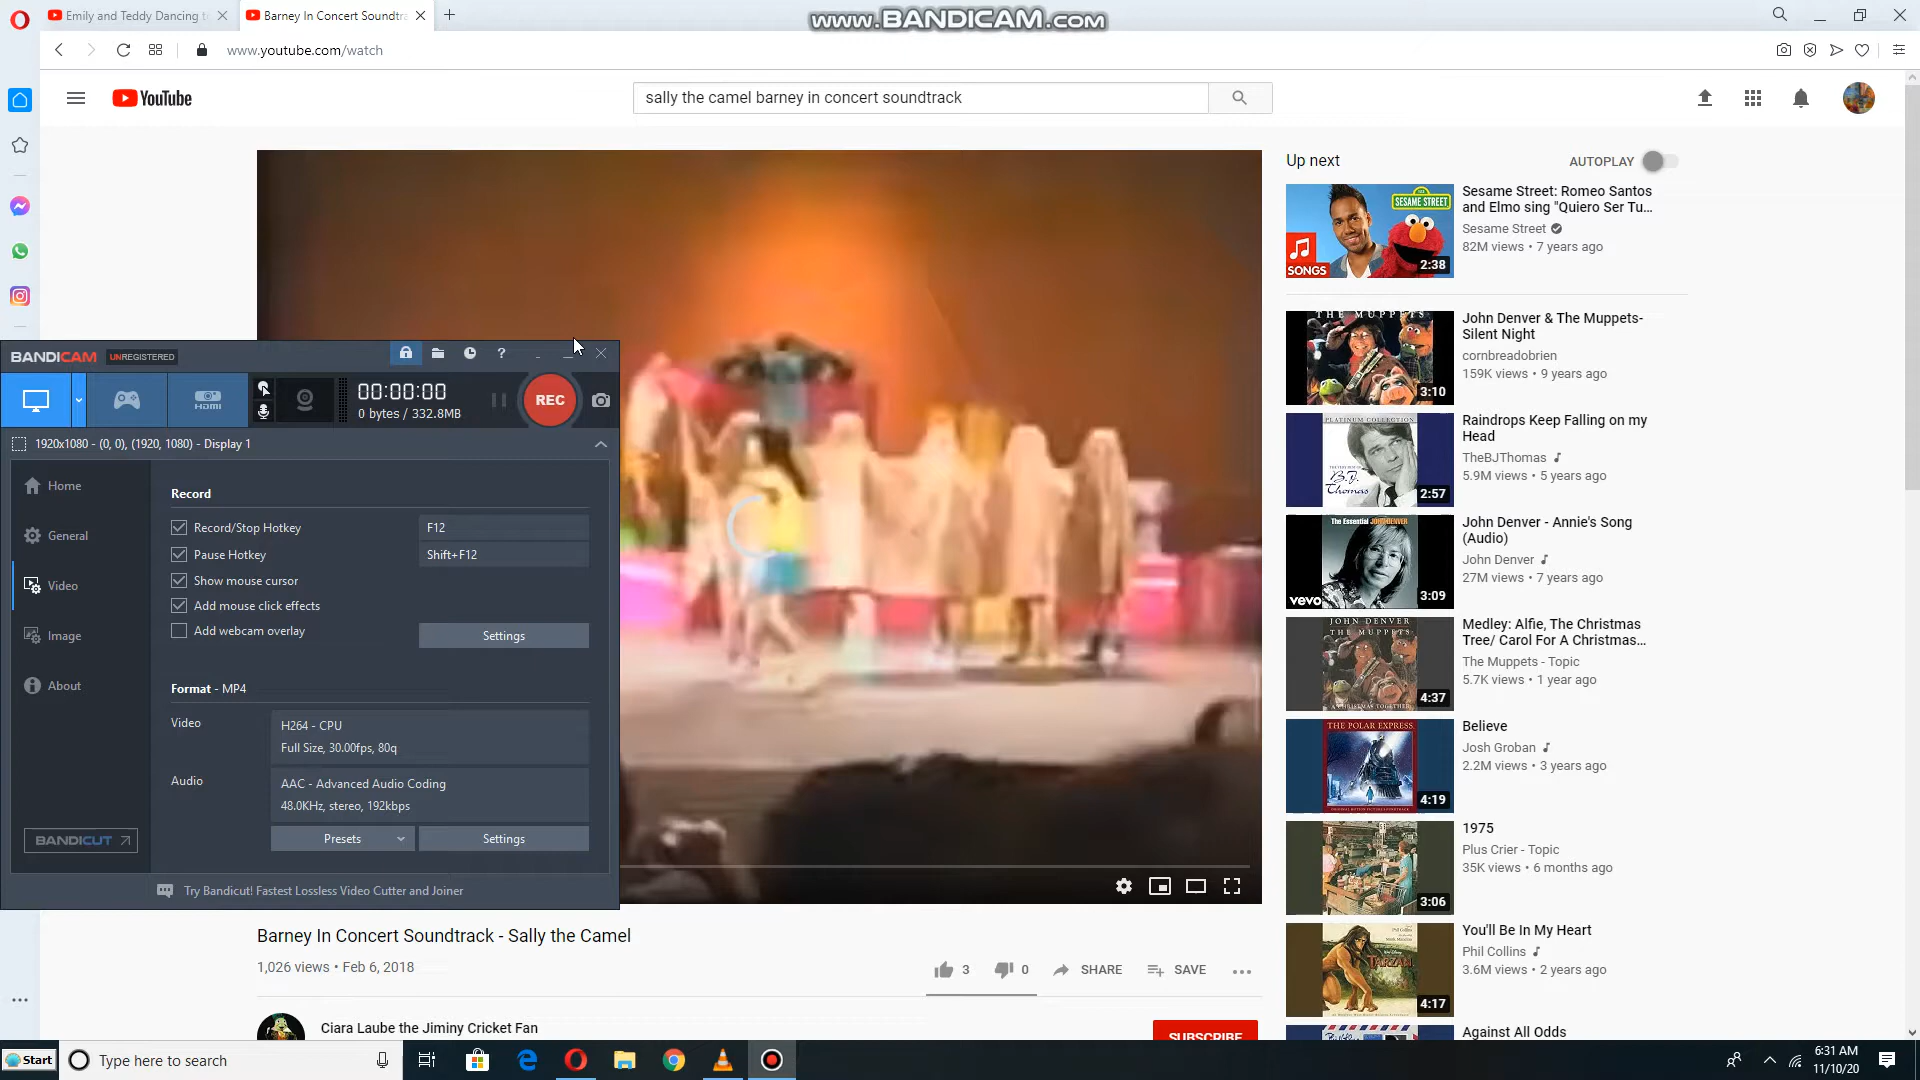 Emily and Teddy Dancing t
Barney In Concert Soundtra
www.BANDICAM.com
www.youtube.com/watch
YouTube
sally the camel barney in concert soundtrack
Up next
AUTOPLAY
SESAME STREET
SONGS
2:38
Sesame Street: Romeo Santos
and Elmo sing "Quiero Ser Tu...
Sesame Street
82M views • 7 years ago
THE MUPPETS
3:10
John Denver & The Muppets-
Silent Night
cornbreadobrien
159K views • 9 years ago
PLATINUM COLLECTION
B.J.
Thomas
2:57
Raindrops Keep Falling on my
Head
TheBJThomas
5.9M views • 5 years ago
The Essential JOHN DENVER
vevo
3:09
John Denver - Annie's Song
(Audio)
John Denver
27M views • 7 years ago
JOHN DENVER
THE MUPPETS
A CHRISTMAS TOGETHER
4:37
Medley: Alfie, The Christmas
Tree/ Carol For A Christmas...
The Muppets - Topic
5.7K views • 1 year ago
THE POLAR EXPRESS
4:19
Believe
Josh Groban
2.2M views • 3 years ago
3:06
1975
Plus Crier - Topic
35K views • 6 months ago
TARZAN
4:17
You'll Be In My Heart
Phil Collins
3.6M views • 2 years ago
Against All Odds
BANDICAM UNREGISTERED
?
HDMI
00:00:00
0 bytes / 332.8MB
REC
1920x1080 - (0, 0), (1920, 1080) - Display 1
Home
General
Video
Image
About
BANDICUT
Record
Record/Stop Hotkey
F12
Pause Hotkey
Shift+F12
Show mouse cursor
Add mouse click effects
Add webcam overlay
Settings
Format - MP4
Video
H264 - CPU
Full Size, 30.00fps, 80q
Audio
AAC - Advanced Audio Coding
48.0KHz, stereo, 192kbps
Presets
Settings
Try Bandicut! Fastest Lossless Video Cutter and Joiner
Barney In Concert Soundtrack - Sally the Camel
1,026 views • Feb 6, 2018
3
0
SHARE
SAVE
Ciara Laube the Jiminy Cricket Fan
SUBSCRIBE
Start
Type here to search
6:31 AM
11/10/20